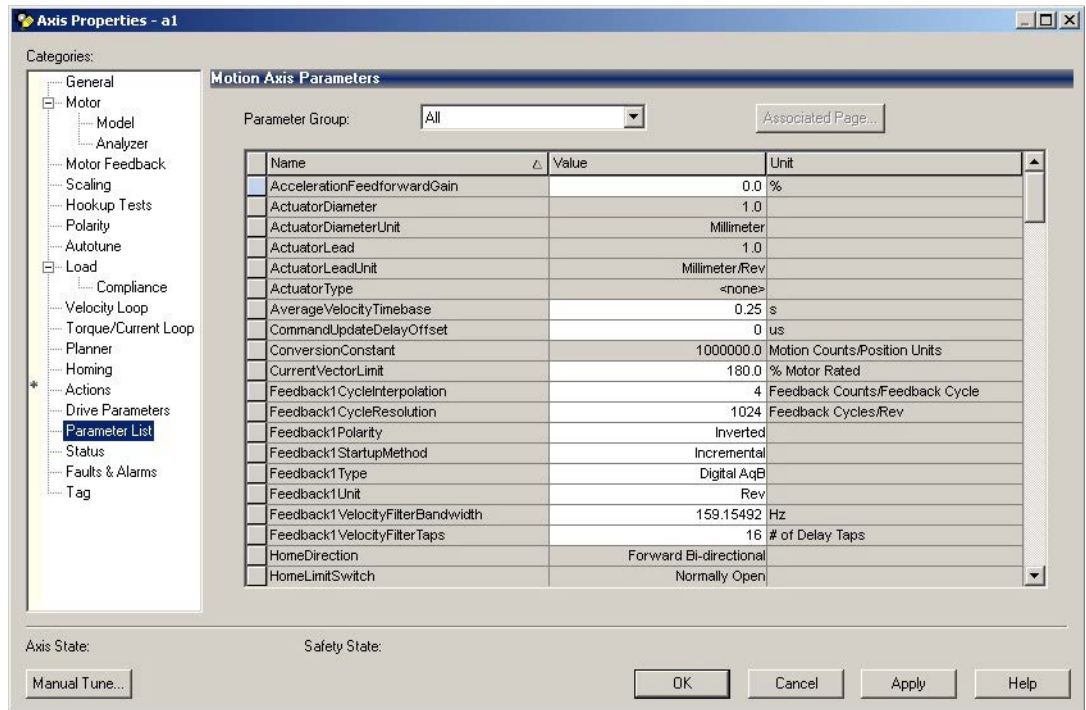 Axis Properties - a1
Categories:
General
Motor
Model
Analyzer
Motor Feedback
Scaling
Hookup Tests
Polarity
Autotune
Load
Compliance
Velocity Loop
Torque/Current Loop
Planner
Homing
* Actions
Drive Parameters
Parameter List
Status
Faults & Alarms
Tag
Motion Axis Parameters
Parameter Group: All Associated Page...
Name Value Unit
AccelerationFeedforwardGain 0.0 %
ActuatorDiameter 1.0
ActuatorDiameterUnit Millimeter
ActuatorLead 1.0
ActuatorLeadUnit Millimeter/Rev
ActuatorType <none>
AverageVelocityTimebase 0.25 s
CommandUpdateDelayOffset 0 us
ConversionConstant 1000000.0 Motion Counts/Position Units
CurrentVectorLimit 180.0 % Motor Rated
Feedback1CycleInterpolation 4 Feedback Counts/Feedback Cycle
Feedback1CycleResolution 1024 Feedback Cycles/Rev
Feedback1Polarity Inverted
Feedback1StartupMethod Incremental
Feedback1Type Digital AqB
Feedback1Unit Rev
Feedback1VelocityFilterBandwidth 159.15492 Hz
Feedback1VelocityFilterTaps 16 # of Delay Taps
HomeDirection Forward Bi-directional
HomeLimitSwitch Normally Open
Axis State: Safety State:
Manual Tune... OK Cancel Apply Help